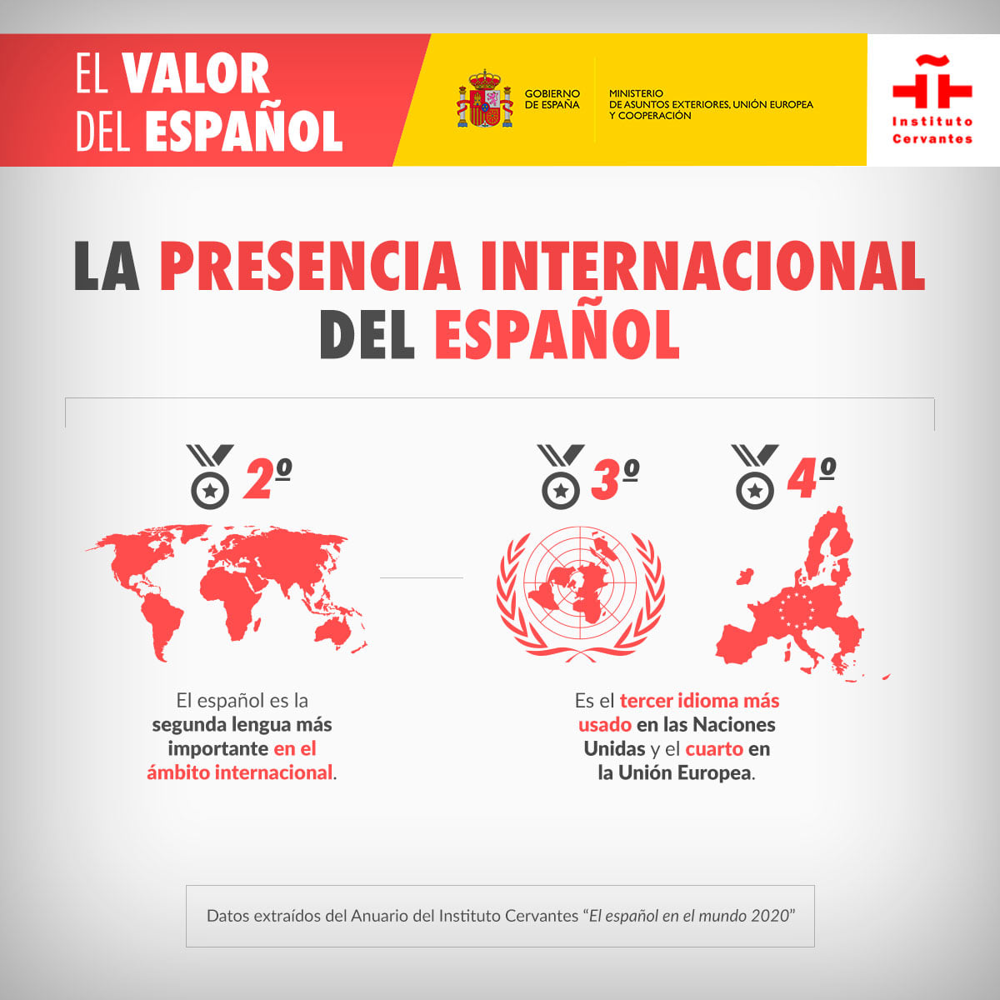 EL VALOR
DEL ESPAÑOL
GOBIERNO
DE ESPAÑA
MINISTERIO
DE ASUNTOS EXTERIORES, UNIÓN EUROPEA
Y COOPERACIÓN
Instituto
Cervantes
LA PRESENCIA INTERNACIONAL
DEL ESPAÑOL
2º
3º
4º
El español es la
segunda lengua más
importante en el
ámbito internacional.
Es el tercer idioma más
usado en las Naciones
Unidas y el cuarto en
la Unión Europea.
Datos extraídos del Anuario del Instituto Cervantes “El español en el mundo 2020”